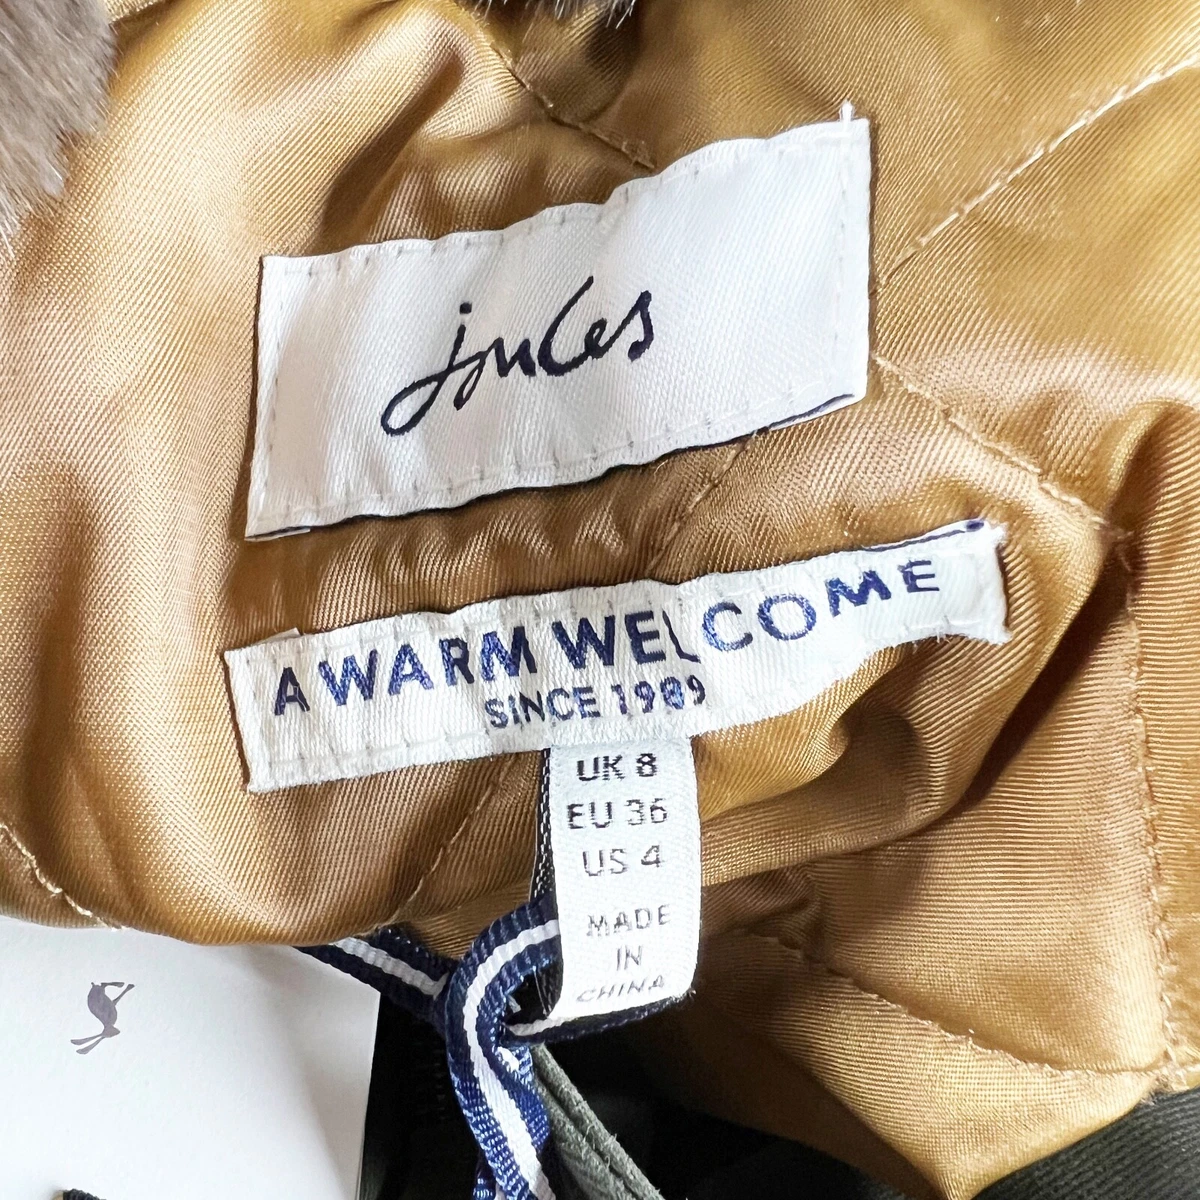 joules
A WARM WELCOME
SINCE 1989
UK 8
EU 36
US 4
MADE
IN
CHINA